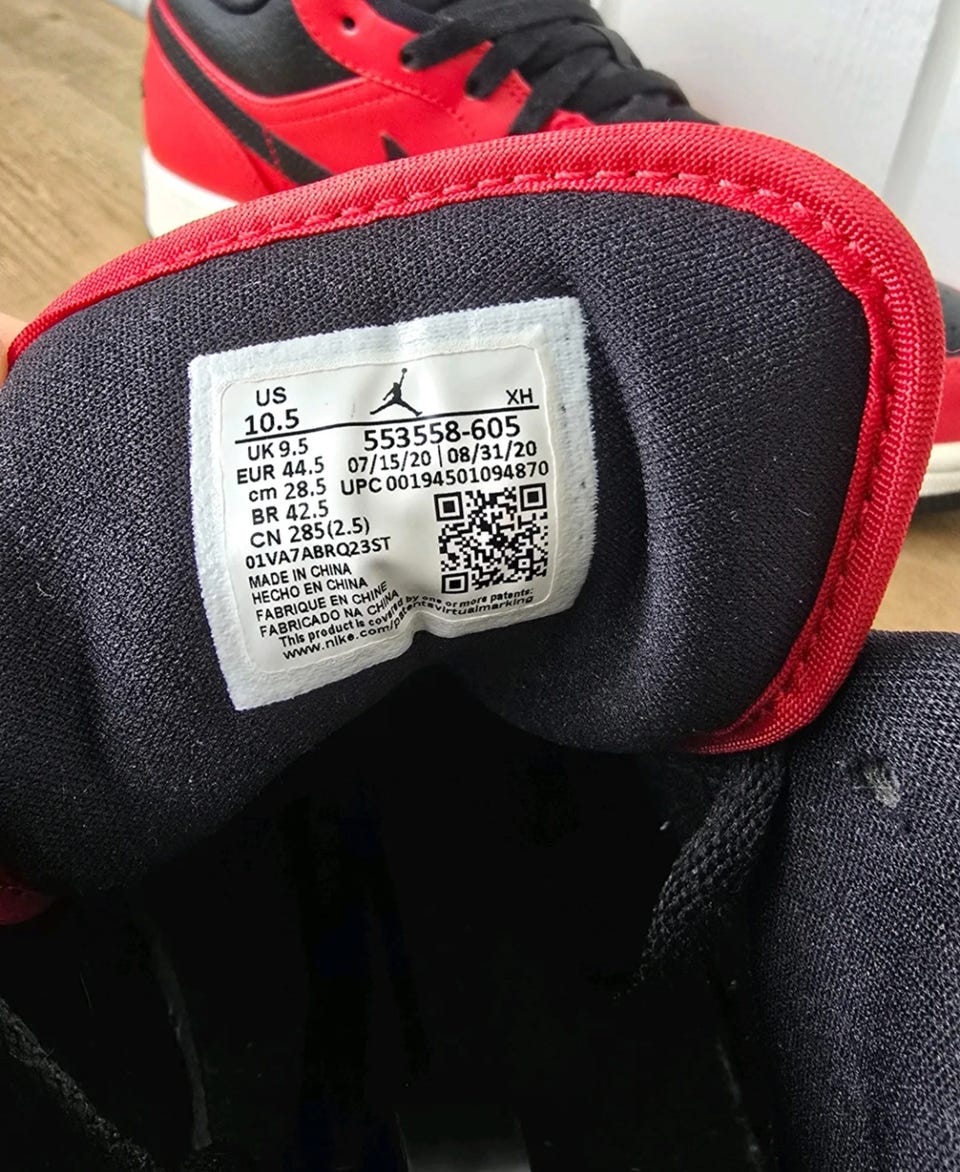 US
10.5
XH
UK 9.5
EUR 44.5
cm 28.5
BR 42.5
CN 285(2.5)
553558-605
07/15/20 | 08/31/20
UPC 00194501094870
01VA7ABRQ23ST
MADE IN CHINA
HECHO EN CHINA
FABRIQUE EN CHINE
FABRICADO NA CHINA
This product is covered by one or more patents:
www.nike.com/patentsvirtualmarking